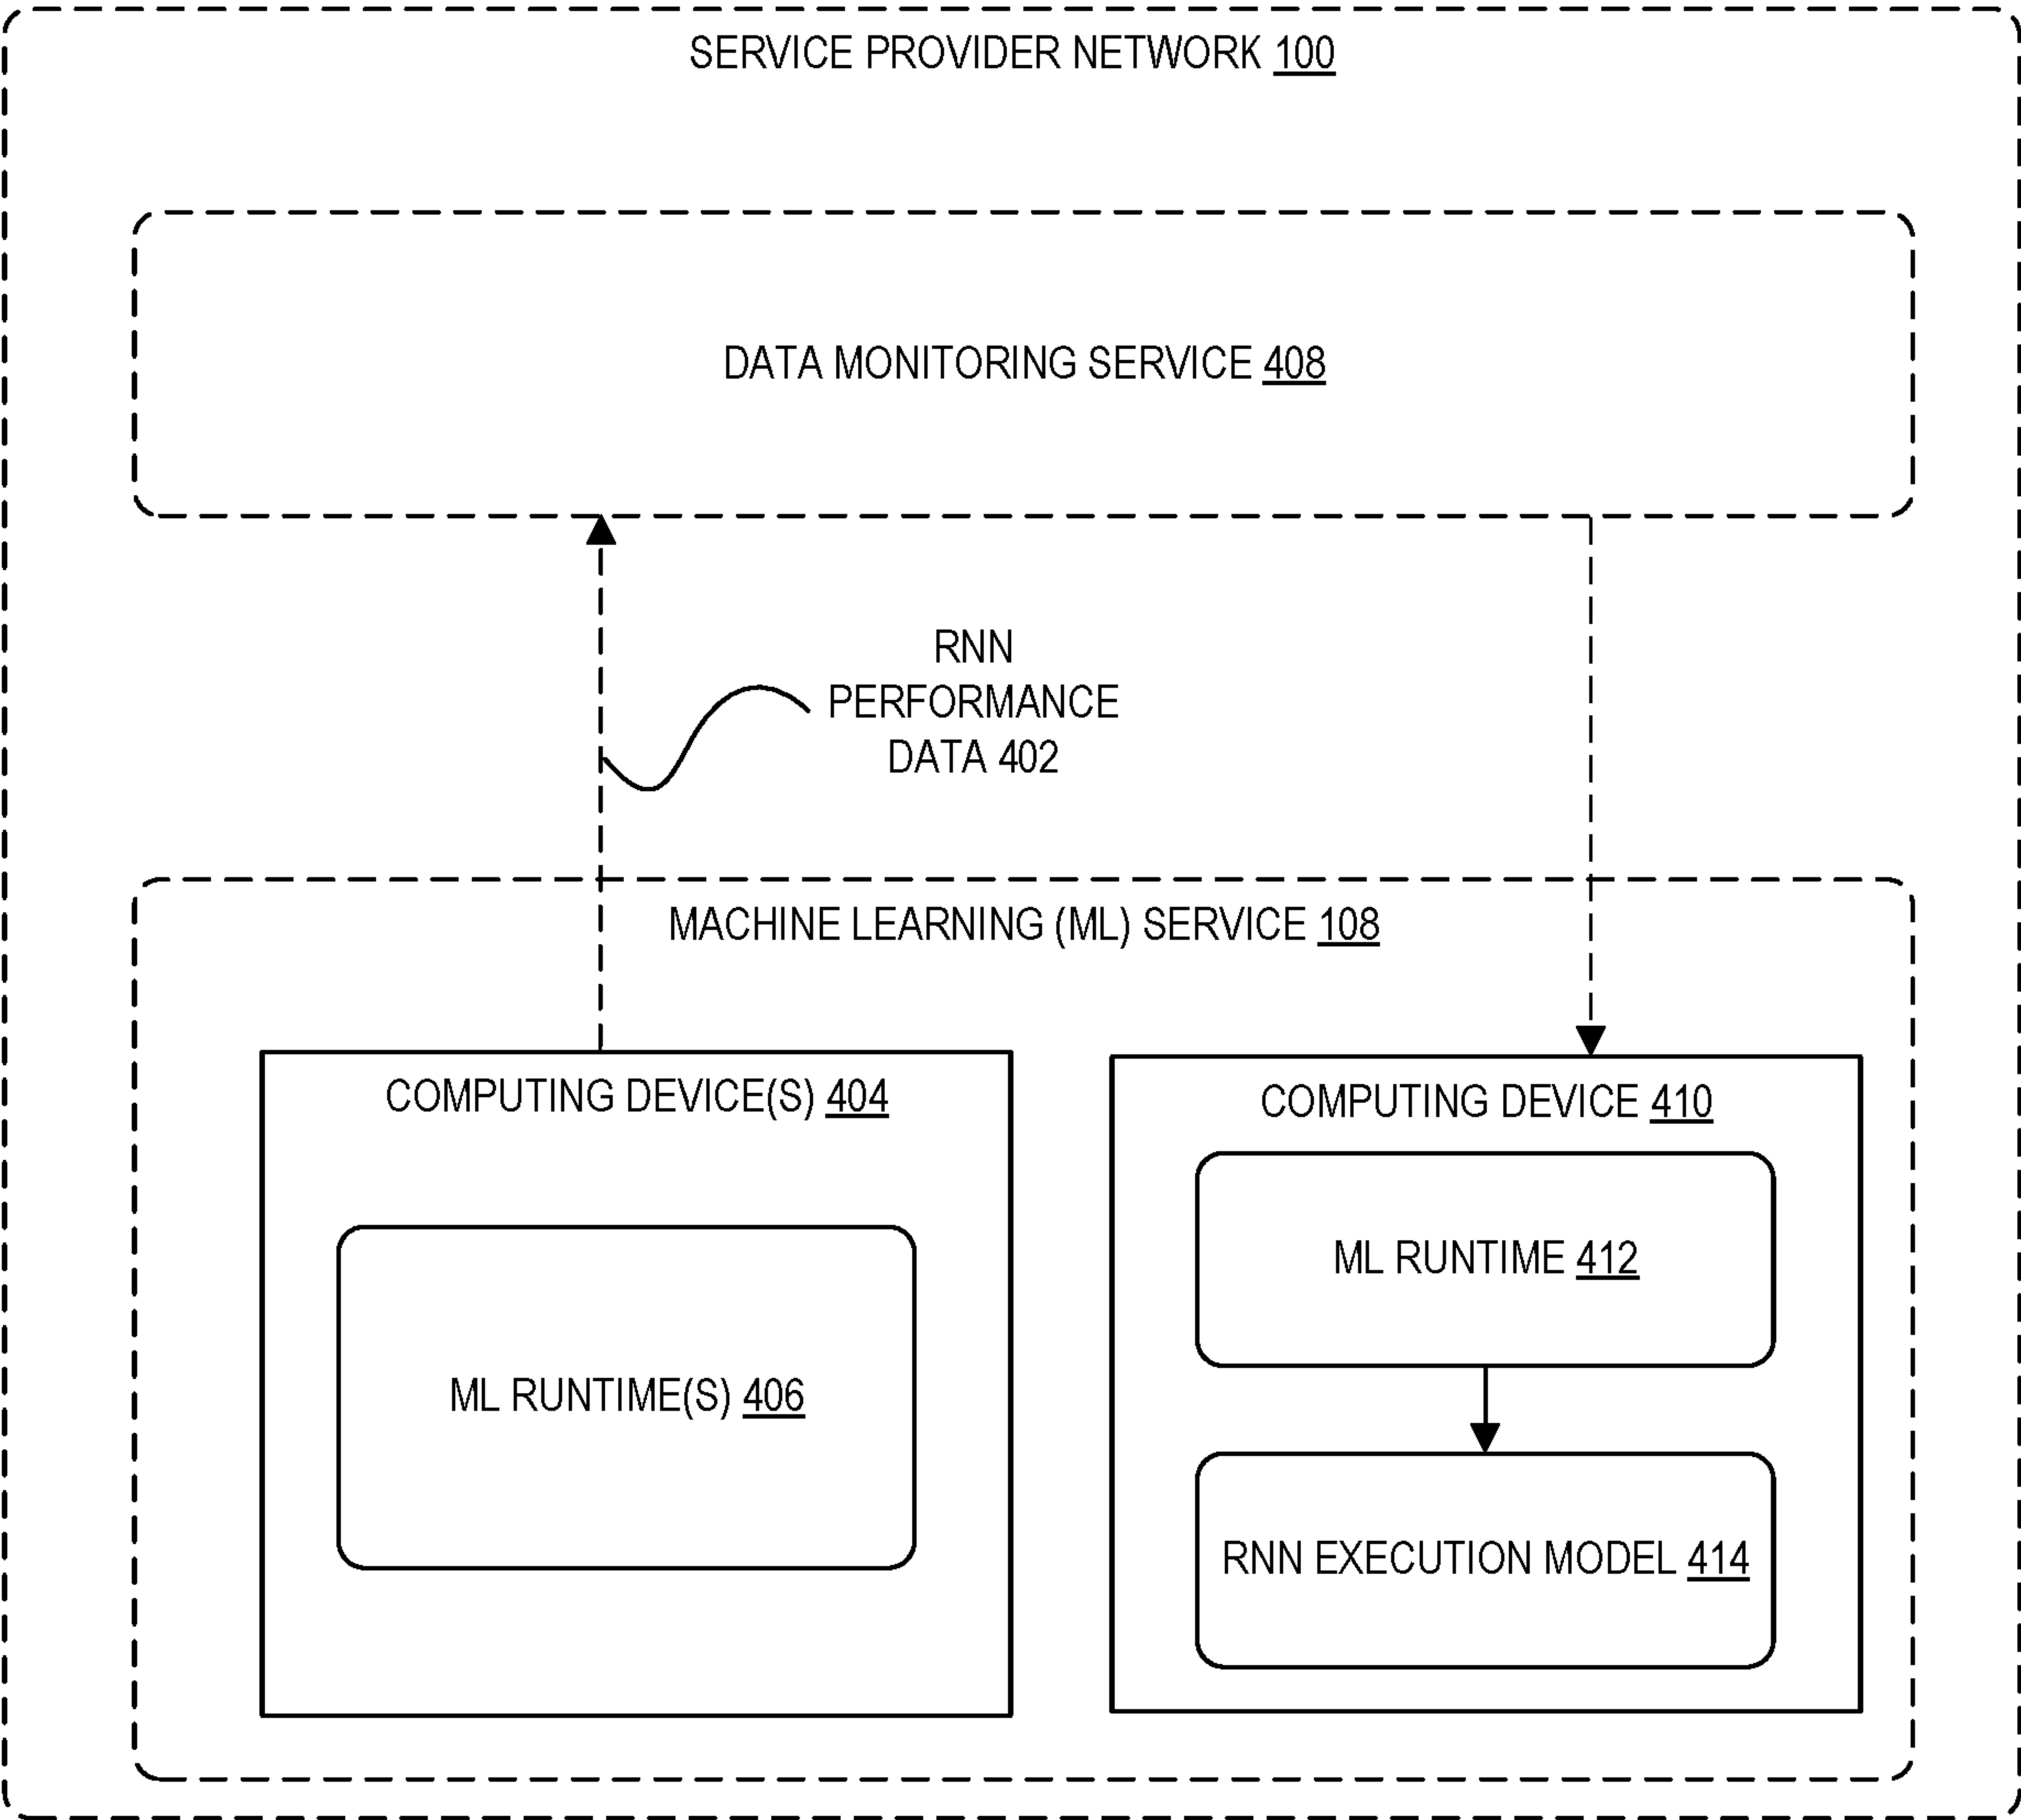 SERVICE PROVIDER NETWORK 100
DATA MONITORING SERVICE 408
RNN
PERFORMANCE
DATA 402
MACHINE LEARNING (ML) SERVICE 108
COMPUTING DEVICE(S) 404
ML RUNTIME(S) 406
COMPUTING DEVICE 410
ML RUNTIME 412
RNN EXECUTION MODEL 414